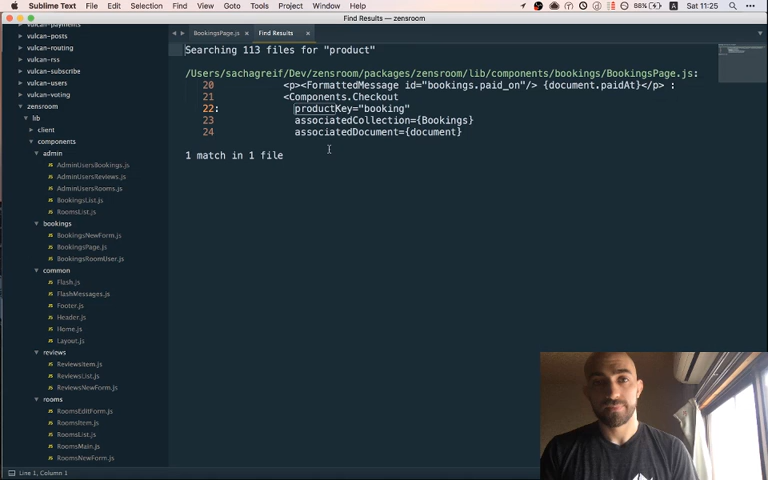 Sublime Text File Edit Selection Find View Goto Tools Project Window Help 88% Sat 11:25
Find Results — zensroom
vulcan-payments
vulcan-posts
vulcan-routing
vulcan-rss
vulcan-subscribe
vulcan-users
vulcan-voting
zensroom
lib
client
components
admin
AdminUsersBookings.js
AdminUsersReviews.js
AdminUsersRooms.js
BookingsList.js
RoomsList.js
bookings
BookingsNewForm.js
BookingsPage.js
BookingsRoomUser.js
common
Flash.js
FlashMessages.js
Footer.js
Header.js
Home.js
Layout.js
reviews
ReviewsItem.js
ReviewsList.js
ReviewsNewForm.js
rooms
RoomsEditForm.js
RoomsItem.js
RoomsList.js
RoomsMain.js
RoomsNewForm.js
BookingsPage.js Find Results
Searching 113 files for "product"
/Users/sachagreif/Dev/zensroom/packages/zensroom/lib/components/bookings/BookingsPage.js:
20 <p><FormattedMessage id="bookings.paid_on"/> {document.paidAt}</p> :
21 <Components.Checkout
22: productKey="booking"
23 associatedCollection={Bookings}
24 associatedDocument={document}
1 match in 1 file
Line 1, Column 1